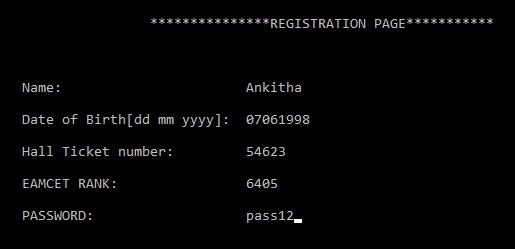 ***************REGISTRATION PAGE***********
Name: Ankitha
Date of Birth[dd mm yyyy]: 07061998
Hall Ticket number: 54623
EAMCET RANK: 6405
PASSWORD: pass12